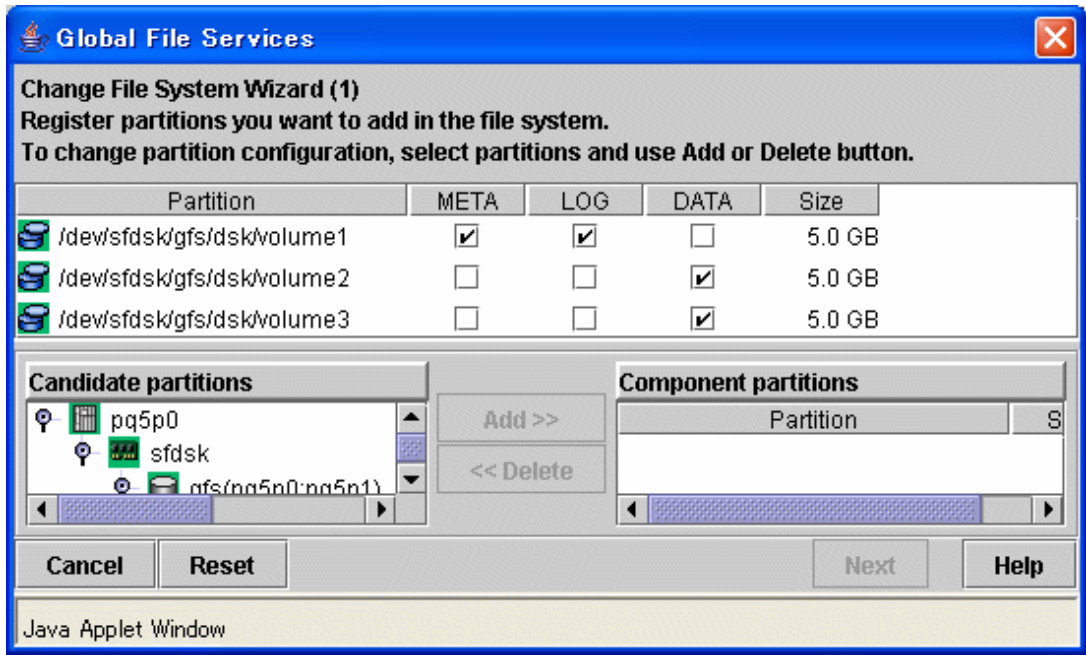 Global File Services
Change File System Wizard (1)
Register partitions you want to add in the file system.
To change partition configuration, select partitions and use Add or Delete button.
Partition META LOG DATA Size
/dev/sfdsk/gfs/dsk/volume1 5.0 GB
/dev/sfdsk/gfs/dsk/volume2 5.0 GB
/dev/sfdsk/gfs/dsk/volume3 5.0 GB
Candidate partitions Component partitions
pq5p0 Add >> Partition S
sfdsk
<< Delete
gfs(pq5p0:pq5p1)
Cancel Reset Next Help
Java Applet Window